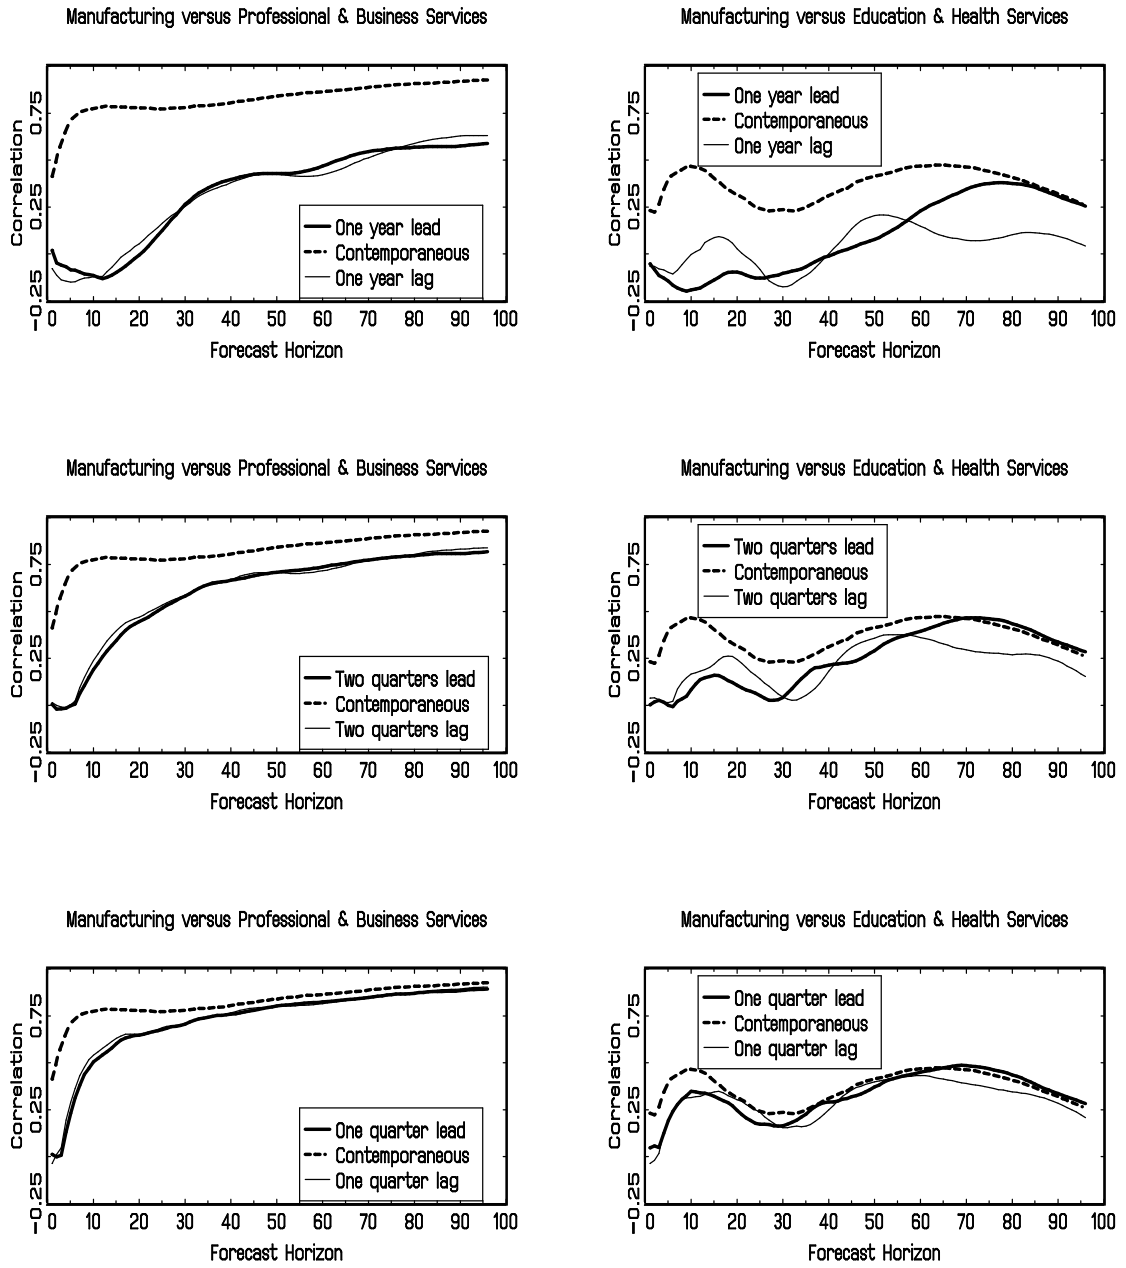 Manufacturing versus Professional & Business Services
Correlation
0.75
0.25
-0.25
0 10 20 30 40 50 60 70 80 90 100
One year lead
Contemporaneous
One year lag
Forecast Horizon
Manufacturing versus Education & Health Services
Correlation
0.75
0.25
-0.25
0 10 20 30 40 50 60 70 80 90 100
One year lead
Contemporaneous
One year lag
Forecast Horizon
Manufacturing versus Professional & Business Services
Correlation
0.75
0.25
-0.25
0 10 20 30 40 50 60 70 80 90 100
Two quarters lead
Contemporaneous
Two quarters lag
Forecast Horizon
Manufacturing versus Education & Health Services
Correlation
0.75
0.25
-0.25
0 10 20 30 40 50 60 70 80 90 100
Two quarters lead
Contemporaneous
Two quarters lag
Forecast Horizon
Manufacturing versus Professional & Business Services
Correlation
0.75
0.25
-0.25
0 10 20 30 40 50 60 70 80 90 100
One quarter lead
Contemporaneous
One quarter lag
Forecast Horizon
Manufacturing versus Education & Health Services
Correlation
0.75
0.25
-0.25
0 10 20 30 40 50 60 70 80 90 100
One quarter lead
Contemporaneous
One quarter lag
Forecast Horizon